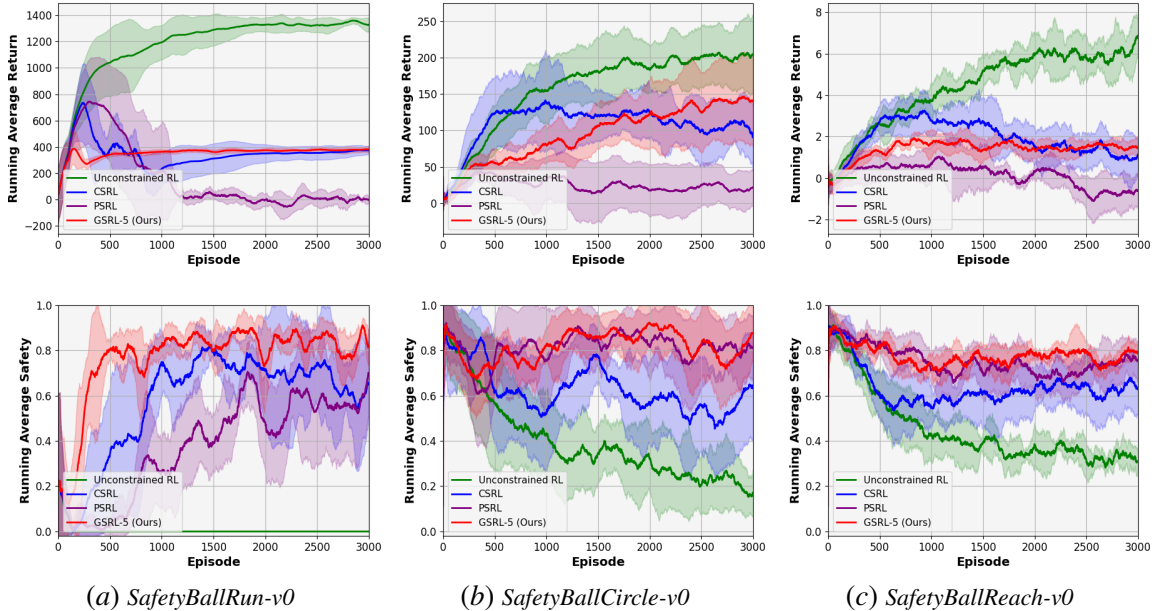 1400
1200
1000
800
600
400
200
0
−200
Running Average Return
Unconstrained RL
CSRL
PSRL
GSRL-5 (Ours)
0 500 1000 1500 2000 2500 3000
Episode
250
200
150
100
50
0
Running Average Return
Unconstrained RL
CSRL
PSRL
GSRL-5 (Ours)
0 500 1000 1500 2000 2500 3000
Episode
8
6
4
2
0
−2
Running Average Return
Unconstrained RL
CSRL
PSRL
GSRL-5 (Ours)
0 500 1000 1500 2000 2500 3000
Episode
1.0
0.8
0.6
0.4
0.2
0.0
Running Average Safety
Unconstrained RL
CSRL
PSRL
GSRL-5 (Ours)
0 500 1000 1500 2000 2500 3000
Episode
1.0
0.8
0.6
0.4
0.2
0.0
Running Average Safety
Unconstrained RL
CSRL
PSRL
GSRL-5 (Ours)
0 500 1000 1500 2000 2500 3000
Episode
1.0
0.8
0.6
0.4
0.2
0.0
Running Average Safety
Unconstrained RL
CSRL
PSRL
GSRL-5 (Ours)
0 500 1000 1500 2000 2500 3000
Episode
(a) SafetyBallRun-v0
(b) SafetyBallCircle-v0
(c) SafetyBallReach-v0